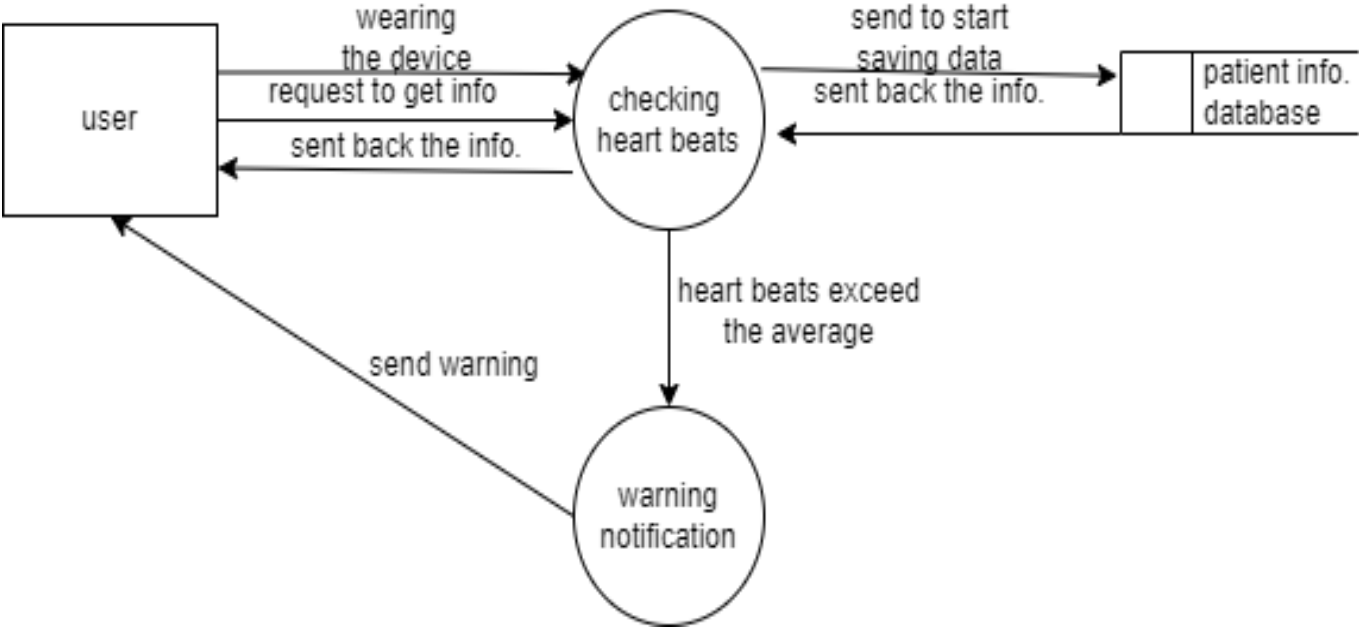 wearing
the device
request to get info
sent back the info.
user
checking
heart beats
send to start
saving data
sent back the info.
patient info.
database
heart beats exceed
the average
send warning
warning
notification